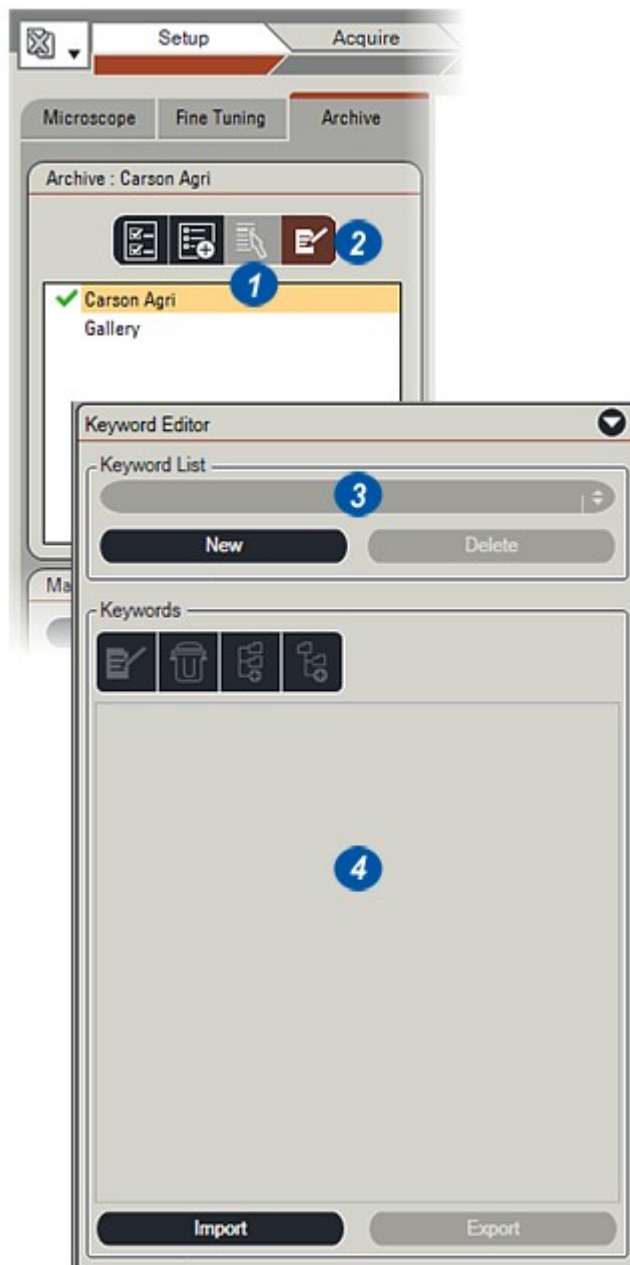 Setup Acquire
Microscope Fine Tuning Archive
Archive : Carson Agri
2
1
Carson Agri
Gallery
Keyword Editor
Keyword List
3
New Delete
Ma
Keywords
4
Import Export